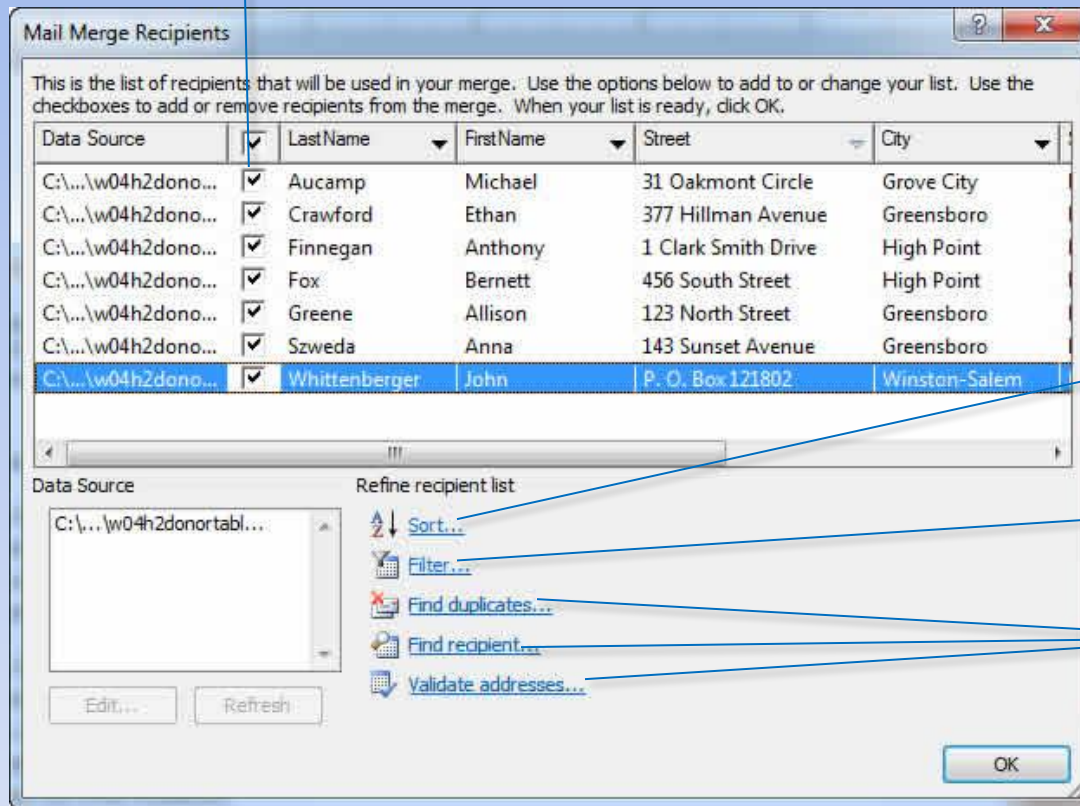 Mail Merge Recipients
This is the list of recipients that will be used in your merge. Use the options below to add to or change your list. Use the
checkboxes to add or remove recipients from the merge. When your list is ready, click OK.
Data Source LastName FirstName Street City
C:\...\w04h2dono... Aucamp Michael 31 Oakmont Circle Grove City
C:\...\w04h2dono... Crawford Ethan 377 Hillman Avenue Greensboro
C:\...\w04h2dono... Finnegan Anthony 1 Clark Smith Drive High Point
C:\...\w04h2dono... Fox Bernett 456 South Street High Point
C:\...\w04h2dono... Greene Allison 123 North Street Greensboro
C:\...\w04h2dono... Szweda Anna 143 Sunset Avenue Greensboro
C:\...\w04h2dono... Whittenberger John P. O. Box 121802 Winston-Salem
Data Source
C:\...\w04h2donortabl...
Edit... Refresh
Refine recipient list
Sort...
Filter...
Find duplicates...
Find recipient...
Validate addresses...
OK